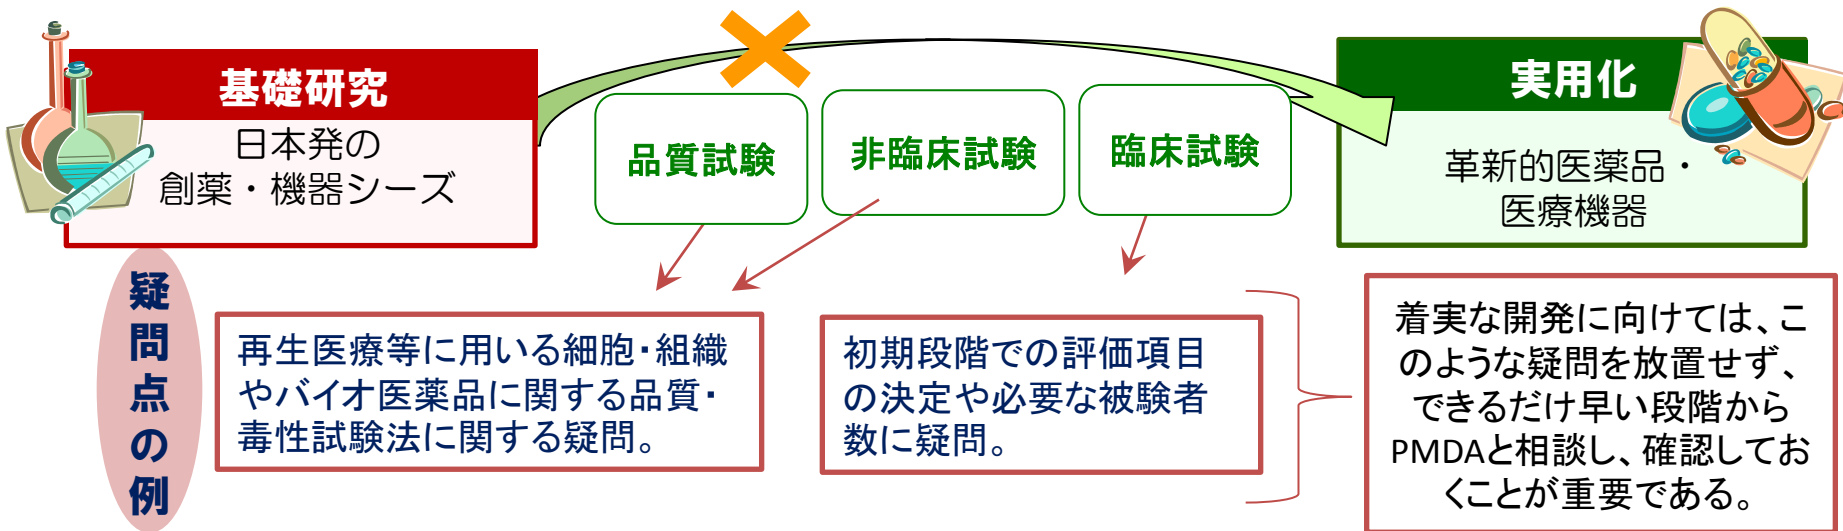 基礎研究
日本発の
創薬・機器シーズ
品質試験
非臨床試験
臨床試験
実用化
革新的医薬品・
医療機器
疑問点の例
再生医療等に用いる細胞・組織
やバイオ医薬品に関する品質・
毒性試験法に関する疑問。
初期段階での評価項目
の決定や必要な被験者
数に疑問。
着実な開発に向けては、こ
のような疑問を放置せず、
できるだけ早い段階から
PMDAと相談し、確認してお
くことが重要である。